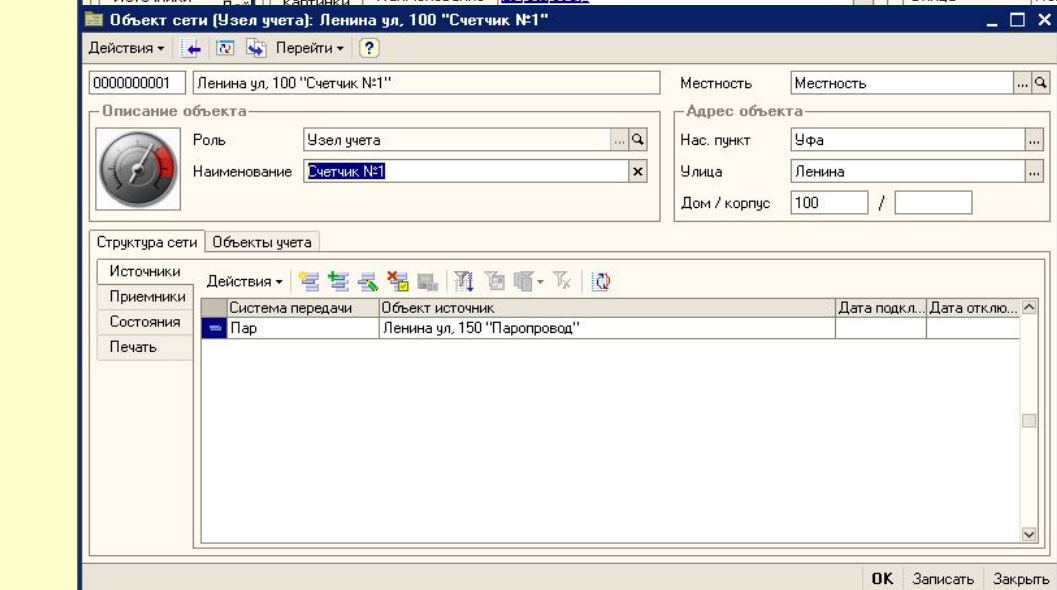 Объект сети (Узел учета): Ленина ул, 100 "Счетчик №1"
Действия Перейти ?
0000000001 Ленина ул, 100 "Счетчик №1" Местность Местность ...
Описание объекта Адрес объекта
Роль Узел учета ... Нас. пункт Уфа ...
Наименование Счетчик №1 Улица Ленина ...
Дом / корпус 100 /
Структура сети Объекты учета
Источники Действия
Приемники
Система передачи Объект источник Дата подкл... Дата отклю...
Состояния Пар Ленина ул, 150 "Паропровод"
Печать
OK Записать Закрыть